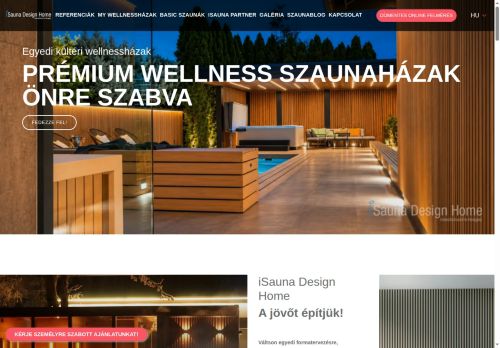 iSauna Design Home REFERENCIÁK MY WELLNESSHÁZAK BASIC SZAUNÁK ISAUNA PARTNER GALÉRIA SZAUNABLOG KAPCSOLAT DÍJMENTES ONLINE FELMÉRÉS HU
Egyedi kültéri wellnessházak
PRÉMIUM WELLNESS SZAUNAHÁZAK
ÖNRE SZABVA
FEDEZZE FEL!
iSauna Design Home
iSauna Design
Home
A jövőt építjük!
KÉRJE SZEMÉLYRE SZABOTT AJÁNLATUNKAT!
Váltson egyedi formatervezésre,